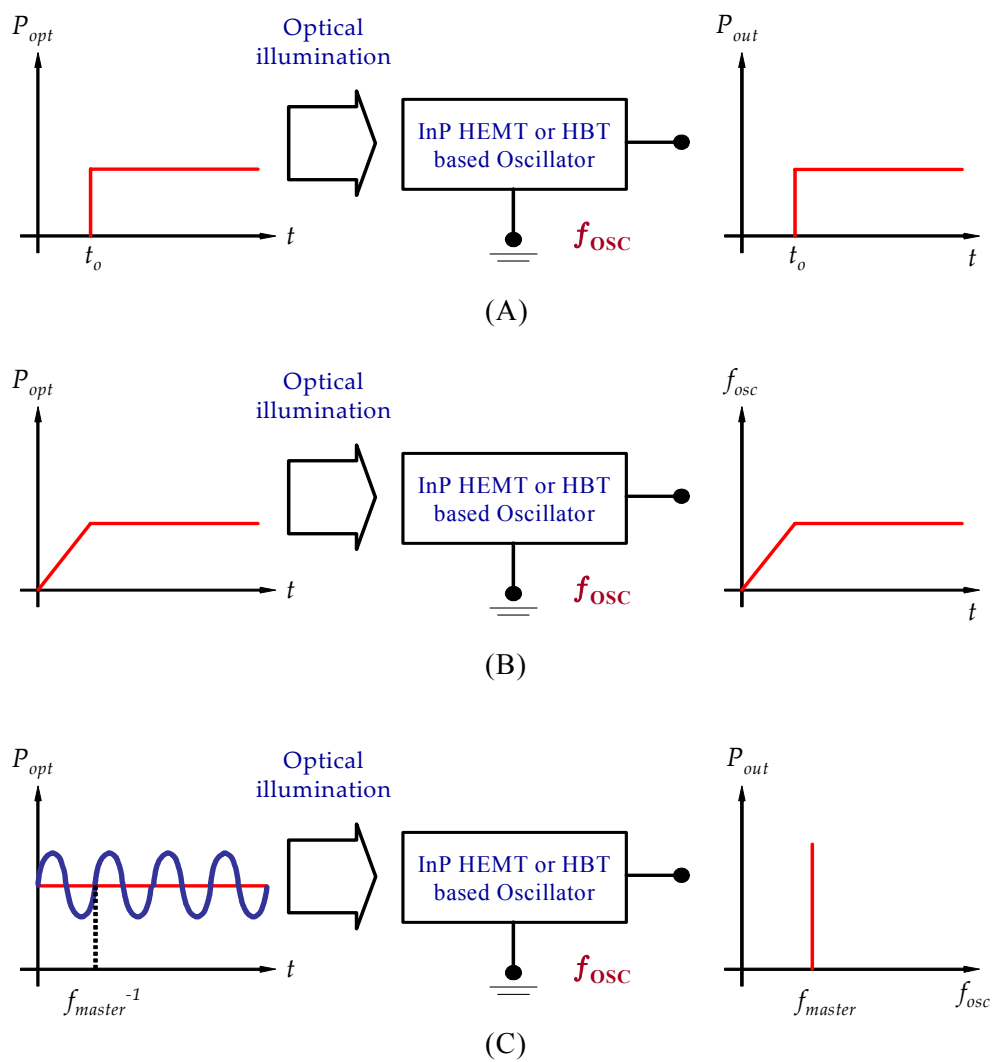 P_opt
Optical
illumination
P_out
InP HEMT or HBT
based Oscillator
t_o
t
f_OSC
t_o
t
(A)
P_opt
Optical
illumination
f_osc
InP HEMT or HBT
based Oscillator
t
f_OSC
t
(B)
P_opt
Optical
illumination
P_out
InP HEMT or HBT
based Oscillator
t
f_OSC
f_master^-1
f_master
f_osc
(C)